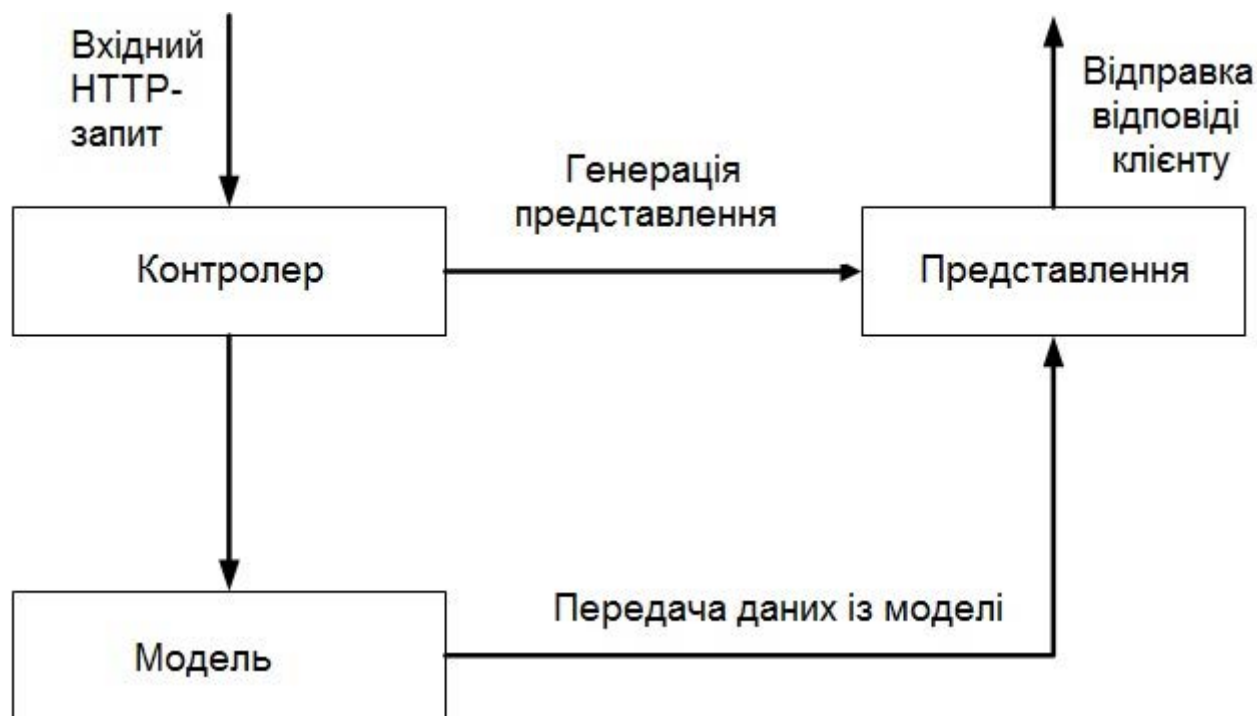 Вхідний
HTTP-
запит
Відправка
відповіді
клієнту
Генерація
представлення
Контролер
Представлення
Передача даних із моделі
Модель